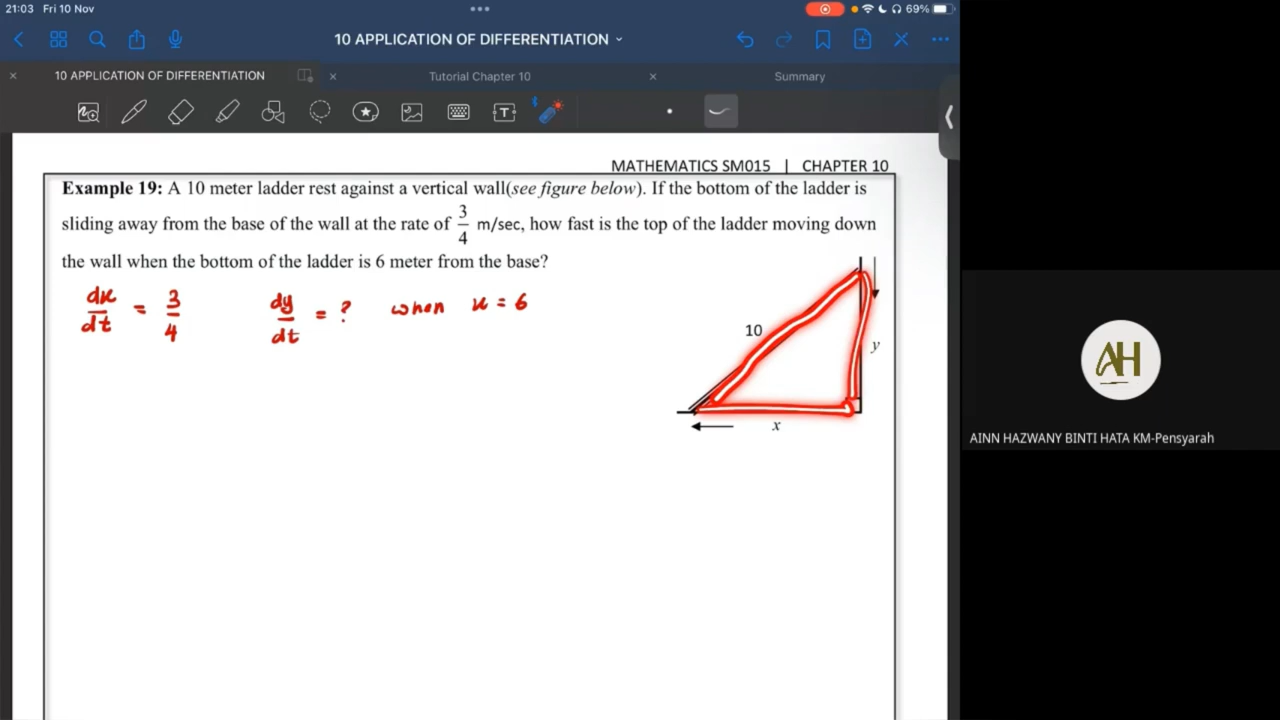 21:03 Fri 10 Nov
69%
10 APPLICATION OF DIFFERENTIATION
10 APPLICATION OF DIFFERENTIATION
Tutorial Chapter 10
Summary
MATHEMATICS SM015 | CHAPTER 10
Example 19: A 10 meter ladder rest against a vertical wall(see figure below). If the bottom of the ladder is
sliding away from the base of the wall at the rate of 3/4 m/sec, how fast is the top of the ladder moving down
the wall when the bottom of the ladder is 6 meter from the base?
dx/dt = 3/4 dy/dt = ? when x = 6
10
y
x
AH
AINN HAZWANY BINTI HATA KM-Pensyarah